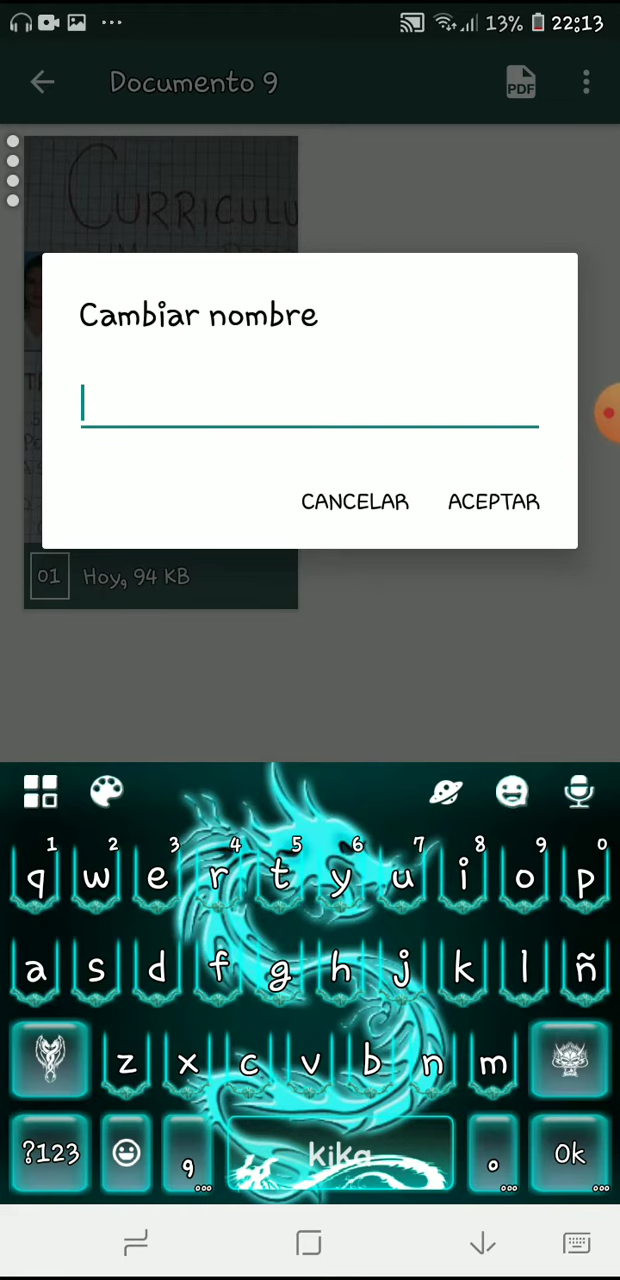 13% 22:13
Documento 9
PDF
CURRICULU
Cambiar nombre
CANCELAR ACEPTAR
01 Hoy, 94 KB
1 2 3 4 5 6 7 8 9 0
q w e r t y u i o p
a s d f g h j k l ñ
z x c v b n m
?123 , kika . Ok